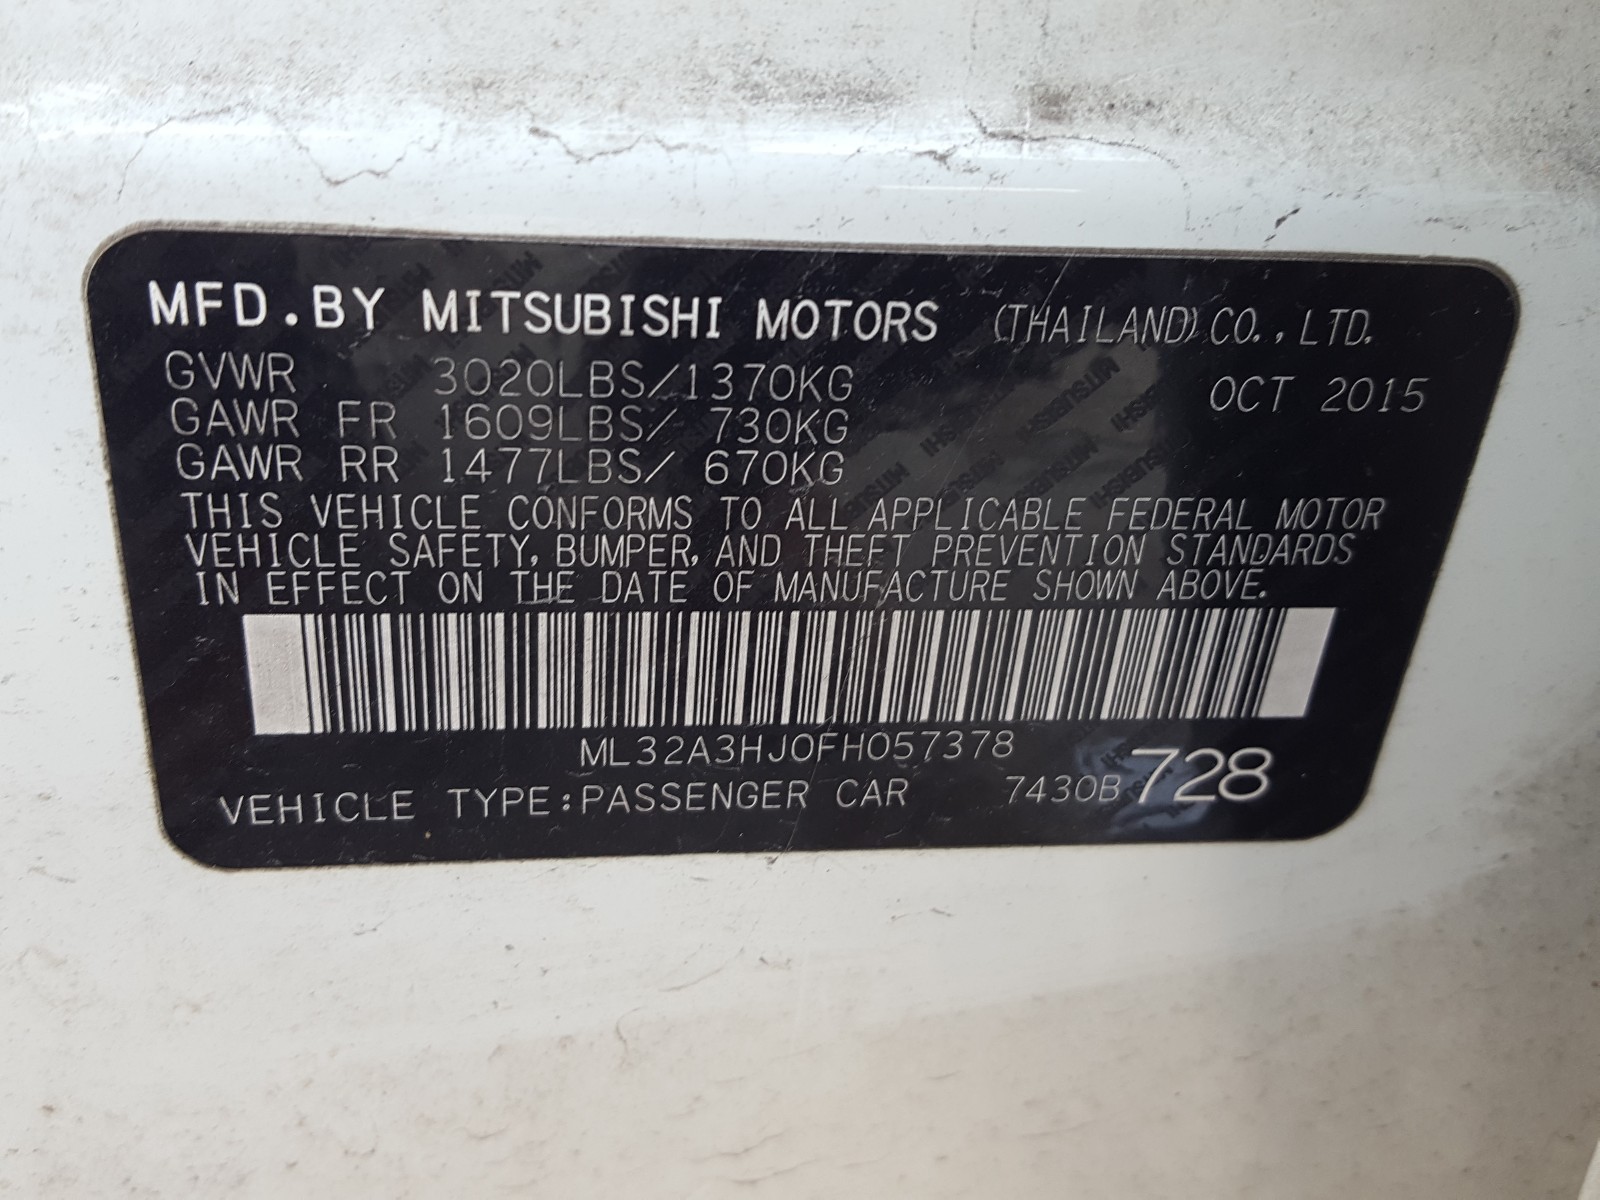 MFD.BY MITSUBISHI MOTORS (THAILAND)CO.,LTD.
GVWR 3020LBS/1370KG OCT 2015
GAWR FR 1609LBS/ 730KG
GAWR RR 1477LBS/ 670KG
THIS VEHICLE CONFORMS TO ALL APPLICABLE FEDERAL MOTOR
VEHICLE SAFETY, BUMPER, AND THEFT PREVENTION STANDARDS
IN EFFECT ON THE DATE OF MANUFACTURE SHOWN ABOVE.
ML32A3HJ0FH057378
VEHICLE TYPE:PASSENGER CAR 7430B 728